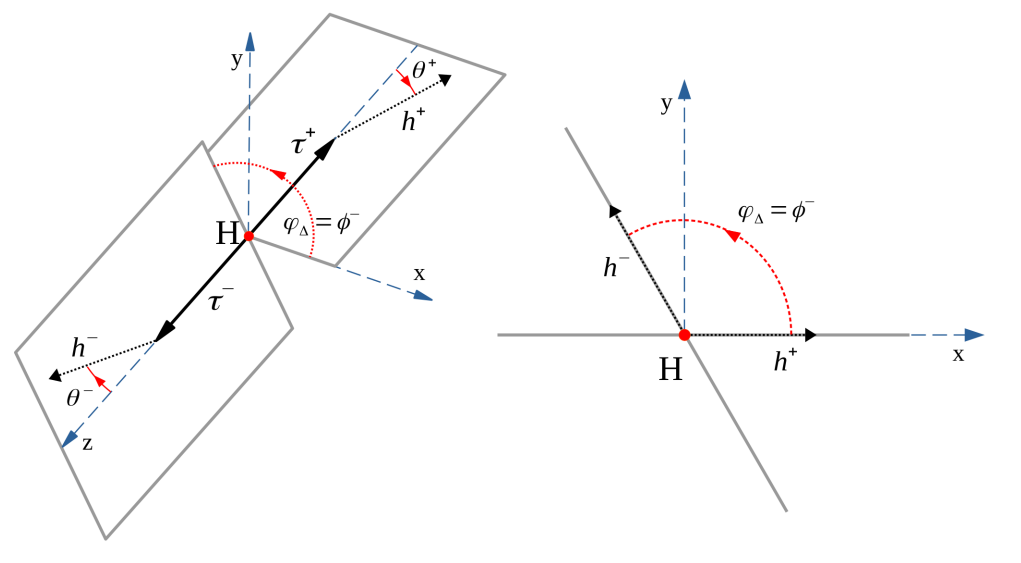 y
θ⁺
h⁺
τ⁺
H
φ_Δ = ϕ⁻
x
τ⁻
h⁻
θ⁻
z
y
φ_Δ = ϕ⁻
h⁻
H
h⁺
x